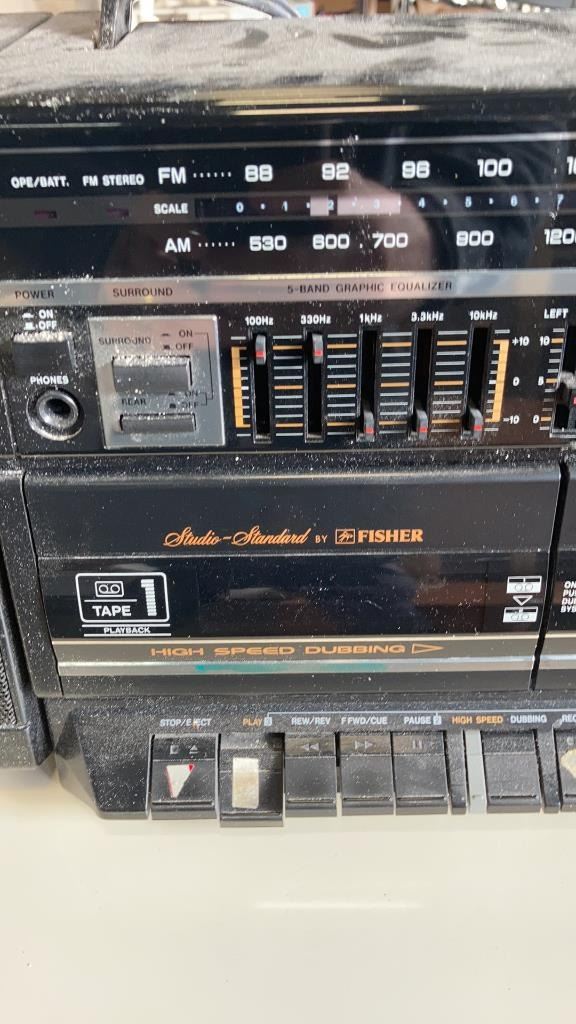 OPE/BATT. FM STEREO FM 88 92 96 100
SCALE 0 1 2 3 4 5 6 7
AM 530 600 700 800
POWER SURROUND 5-BAND GRAPHIC EQUALIZER
ON
OFF
SURROUND ON
OFF
100Hz 330Hz 1kHz 3.3kHz 10kHz LEFT
+10 10
0 5
-10 0
PHONES
REAR ON
OFF
Studio-Standard BY FISHER
TAPE 1
PLAYBACK
HIGH SPEED DUBBING
STOP/EJECT PLAY 3 REW/REV F FWD/CUE PAUSE 2 HIGH SPEED DUBBING